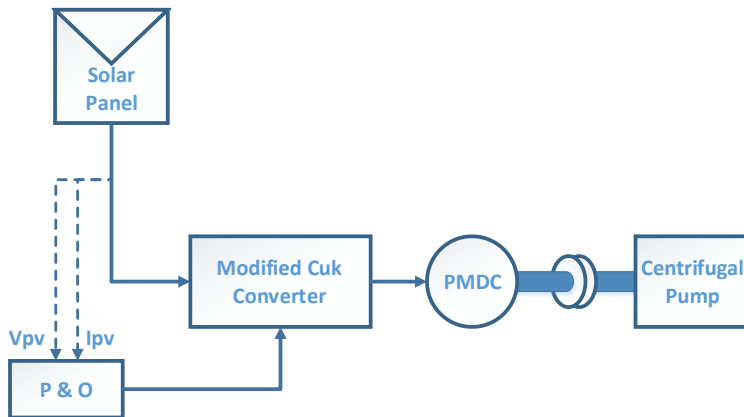 Solar
Panel
Modified Cuk
Converter
PMDC
Centrifugal
Pump
Vpv
Ipv
P & O